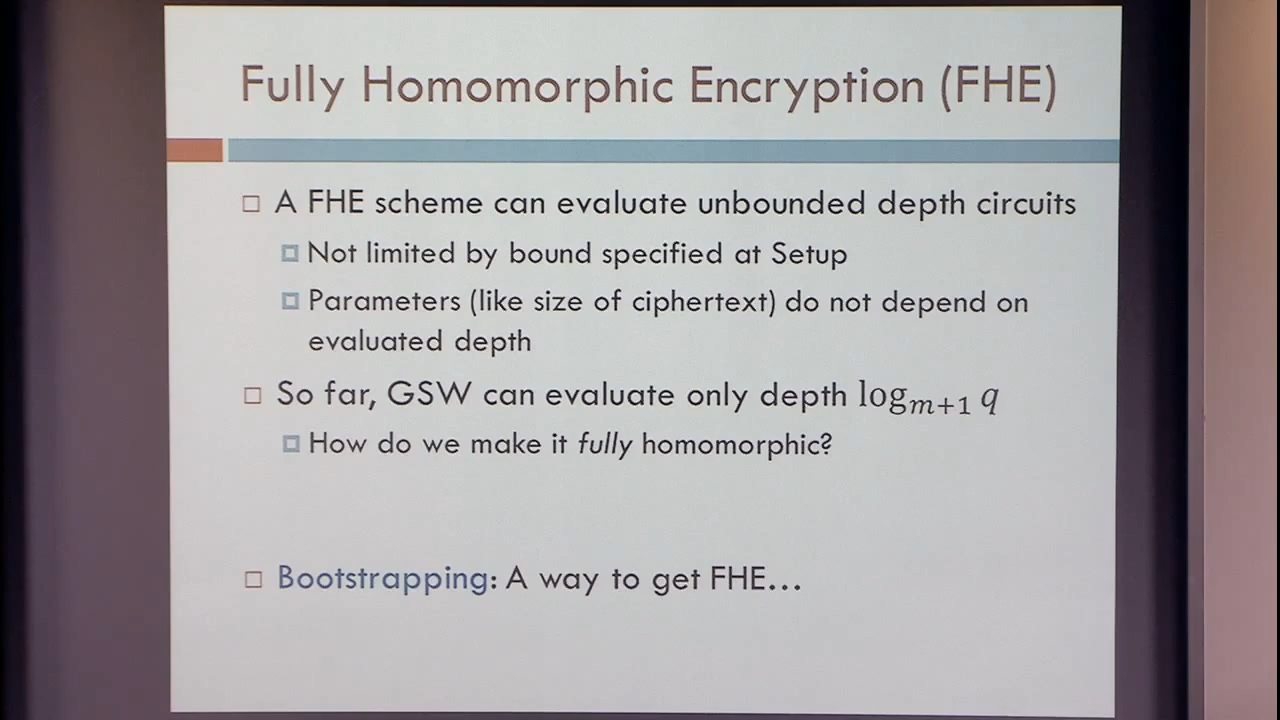 Fully Homomorphic Encryption (FHE)
A FHE scheme can evaluate unbounded depth circuits
Not limited by bound specified at Setup
Parameters (like size of ciphertext) do not depend on
evaluated depth
So far, GSW can evaluate only depth log_{m+1} q
How do we make it fully homomorphic?
Bootstrapping: A way to get FHE…